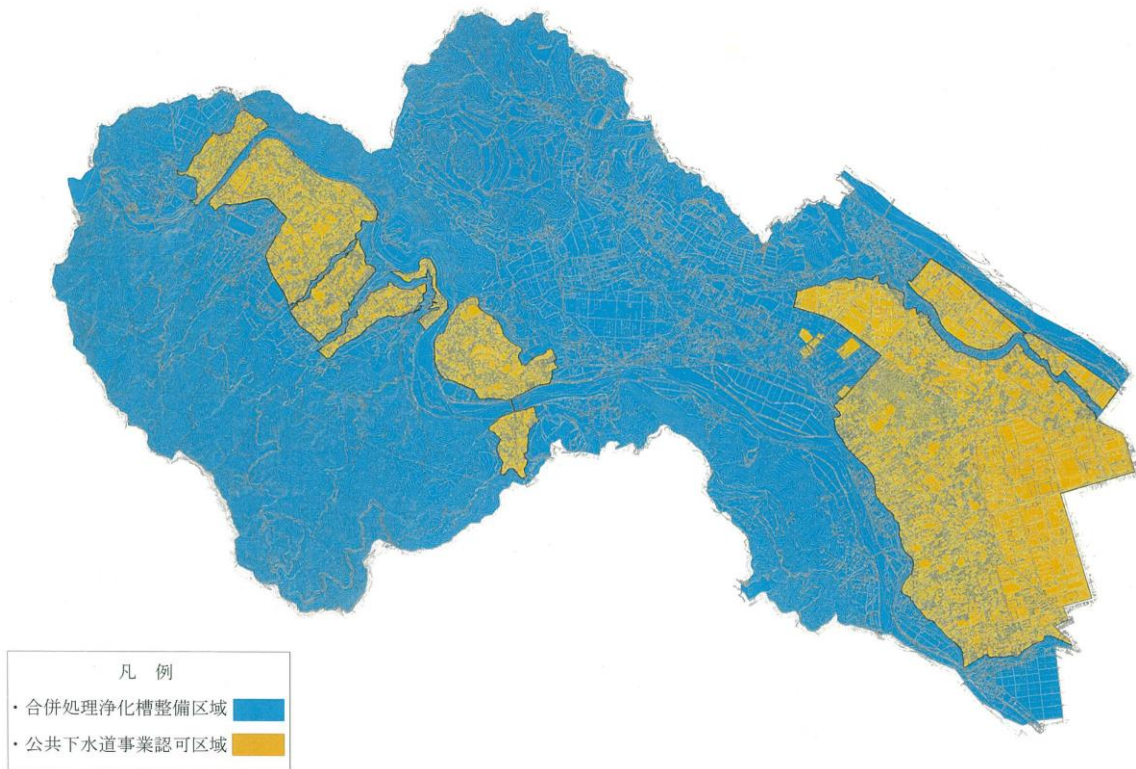 凡 例
・合併処理浄化槽整備区域
・公共下水道事業認可区域